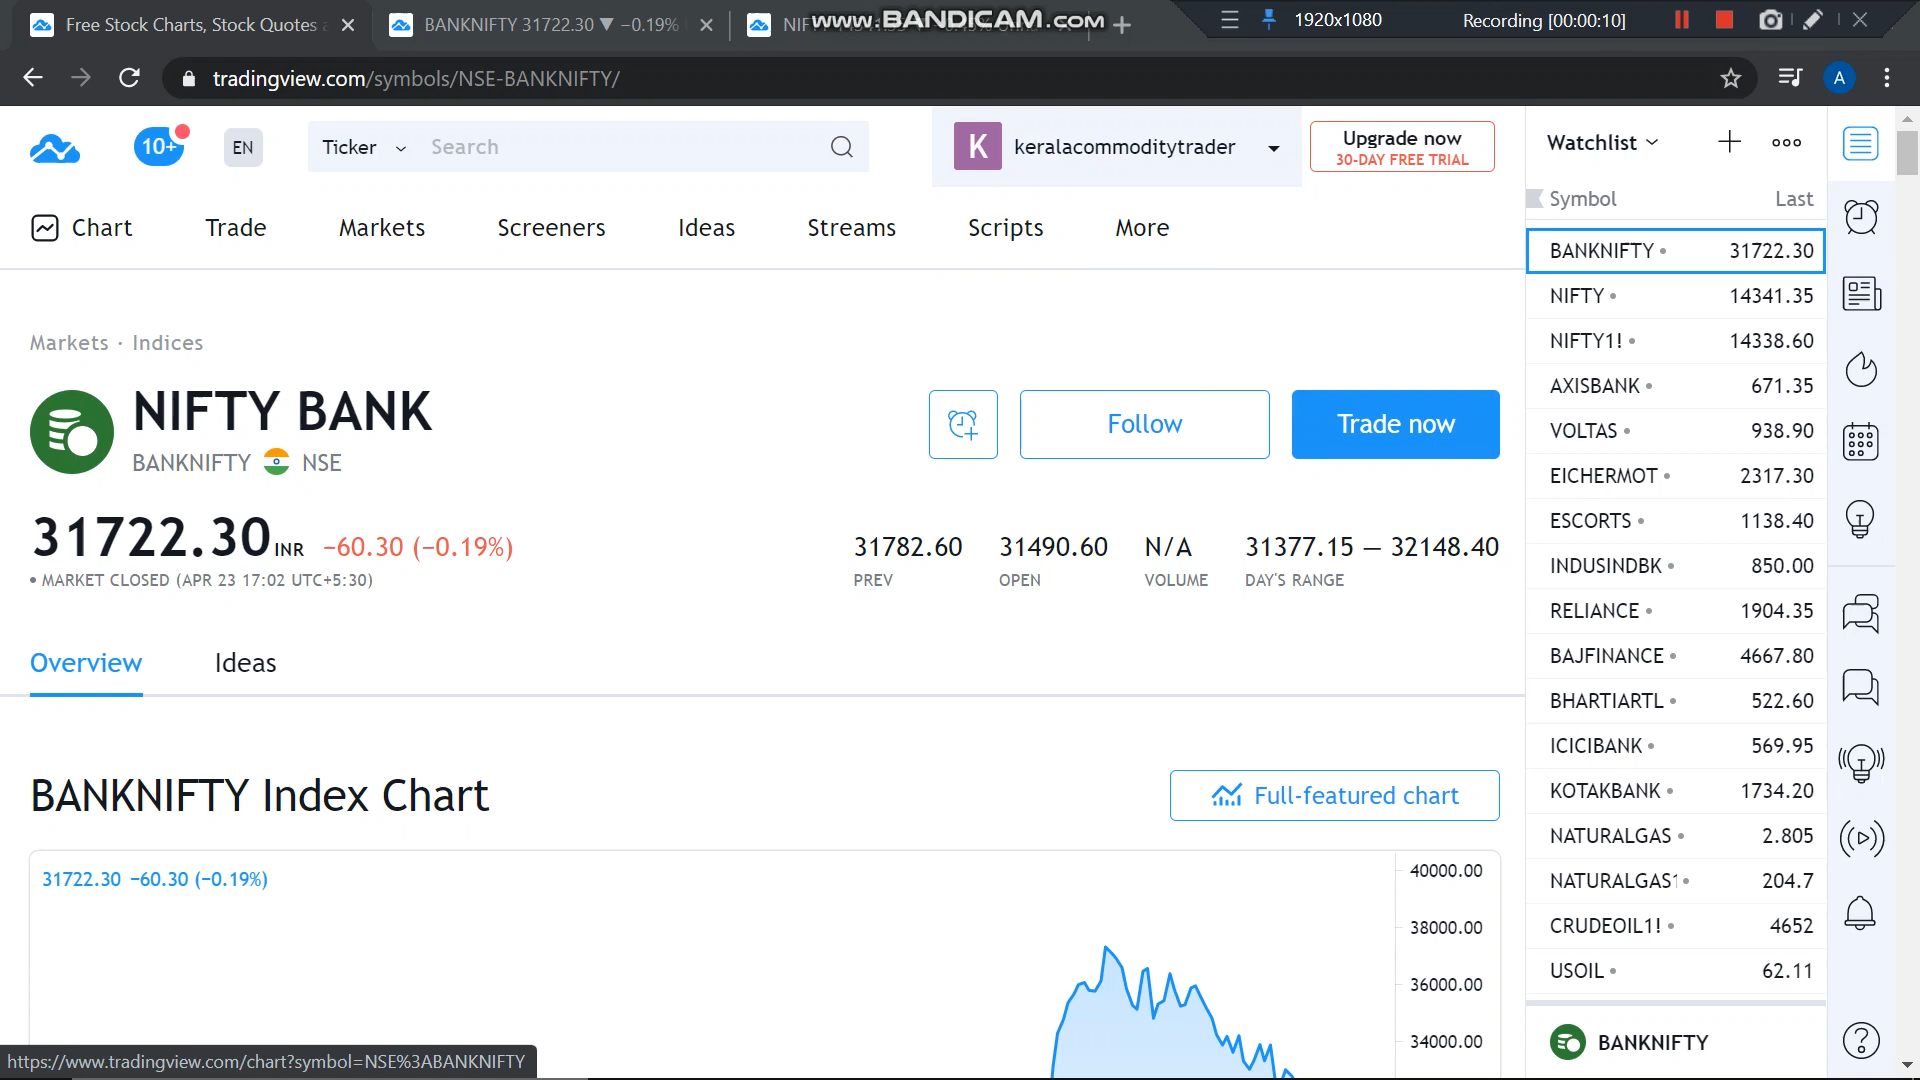 Free Stock Charts, Stock Quotes
BANKNIFTY 31722.30 ▼ −0.19%
www.BANDICAM.com
1920x1080
Recording [00:00:10]
tradingview.com/symbols/NSE-BANKNIFTY/
A
10+
EN
Ticker
Search
K
keralacommoditytrader
Upgrade now
30-DAY FREE TRIAL
Chart
Trade
Markets
Screeners
Ideas
Streams
Scripts
More
Markets · Indices
NIFTY BANK
BANKNIFTY NSE
Follow
Trade now
31722.30 INR −60.30 (−0.19%)
• MARKET CLOSED (APR 23 17:02 UTC+5:30)
31782.60
PREV
31490.60
OPEN
N/A
VOLUME
31377.15 — 32148.40
DAY'S RANGE
Overview
Ideas
BANKNIFTY Index Chart
Full-featured chart
31722.30 −60.30 (−0.19%)
40000.00
38000.00
36000.00
34000.00
https://www.tradingview.com/chart?symbol=NSE%3ABANKNIFTY
Watchlist
Symbol Last
BANKNIFTY • 31722.30
NIFTY • 14341.35
NIFTY1! • 14338.60
AXISBANK • 671.35
VOLTAS • 938.90
EICHERMOT • 2317.30
ESCORTS • 1138.40
INDUSINDBK • 850.00
RELIANCE • 1904.35
BAJFINANCE • 4667.80
BHARTIARTL • 522.60
ICICIBANK • 569.95
KOTAKBANK • 1734.20
NATURALGAS • 2.805
NATURALGAS1 • 204.7
CRUDEOIL1! • 4652
USOIL • 62.11
BANKNIFTY